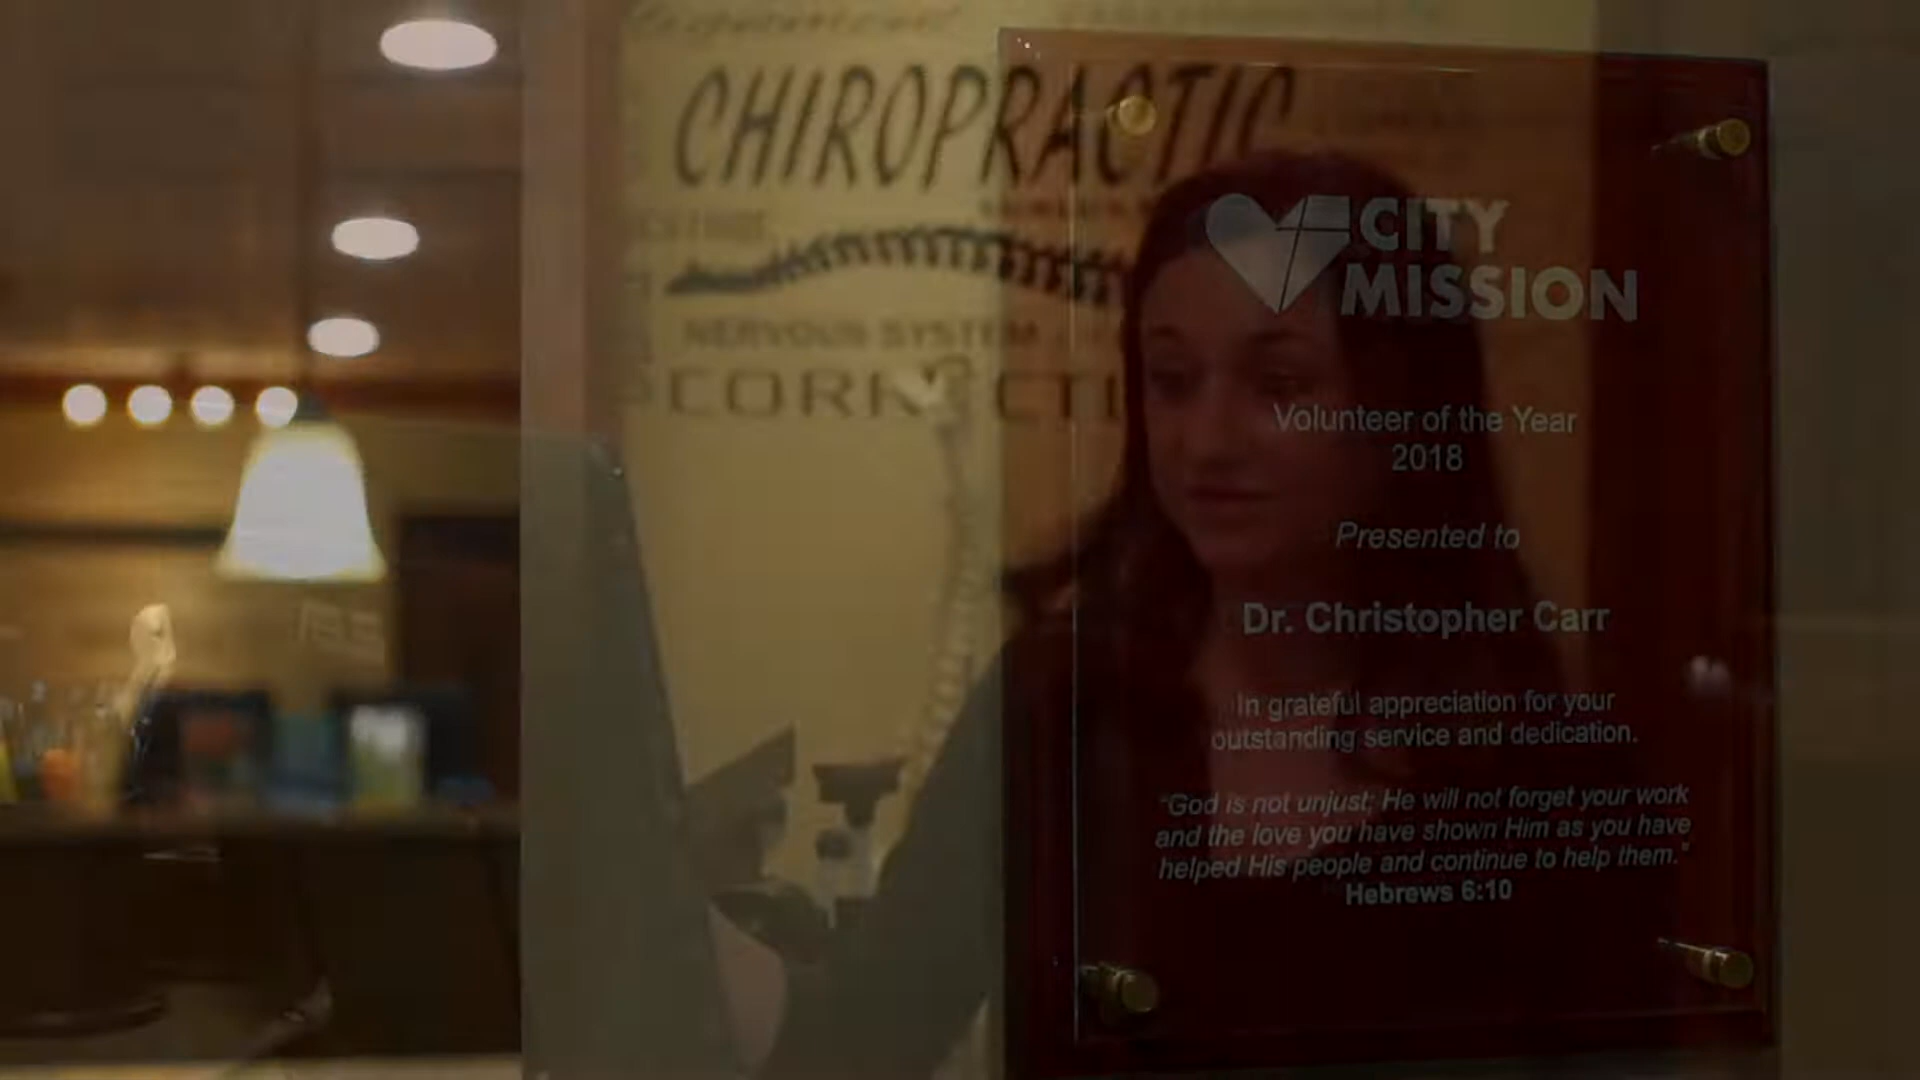 CHIROPRACTIC
NERVOUS SYSTEM
CORRECTI
CITY
MISSION
Volunteer of the Year
2018
Presented to
Dr. Christopher Carr
In grateful appreciation for your
outstanding service and dedication.
"God is not unjust; He will not forget your work
and the love you have shown Him as you have
helped His people and continue to help them."
Hebrews 6:10